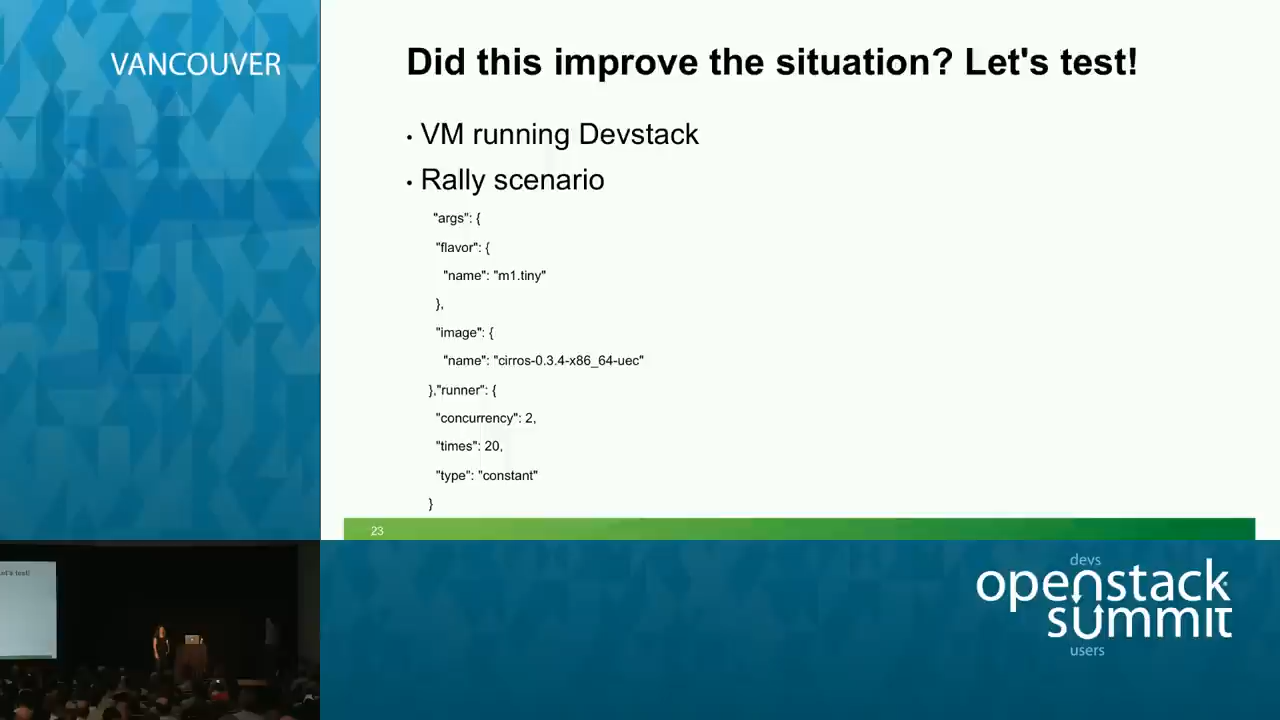 VANCOUVER
Did this improve the situation? Let's test!
• VM running Devstack
• Rally scenario
"args": {
"flavor": {
"name": "m1.tiny"
},
"image": {
"name": "cirros-0.3.4-x86_64-uec"
},"runner": {
"concurrency": 2,
"times": 20,
"type": "constant"
}
23
devs
openstack
summit
users